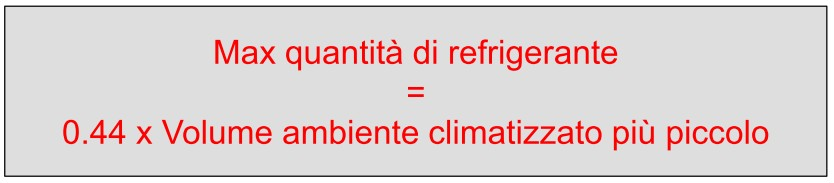 Max quantità di refrigerante
=
0.44 x Volume ambiente climatizzato più piccolo